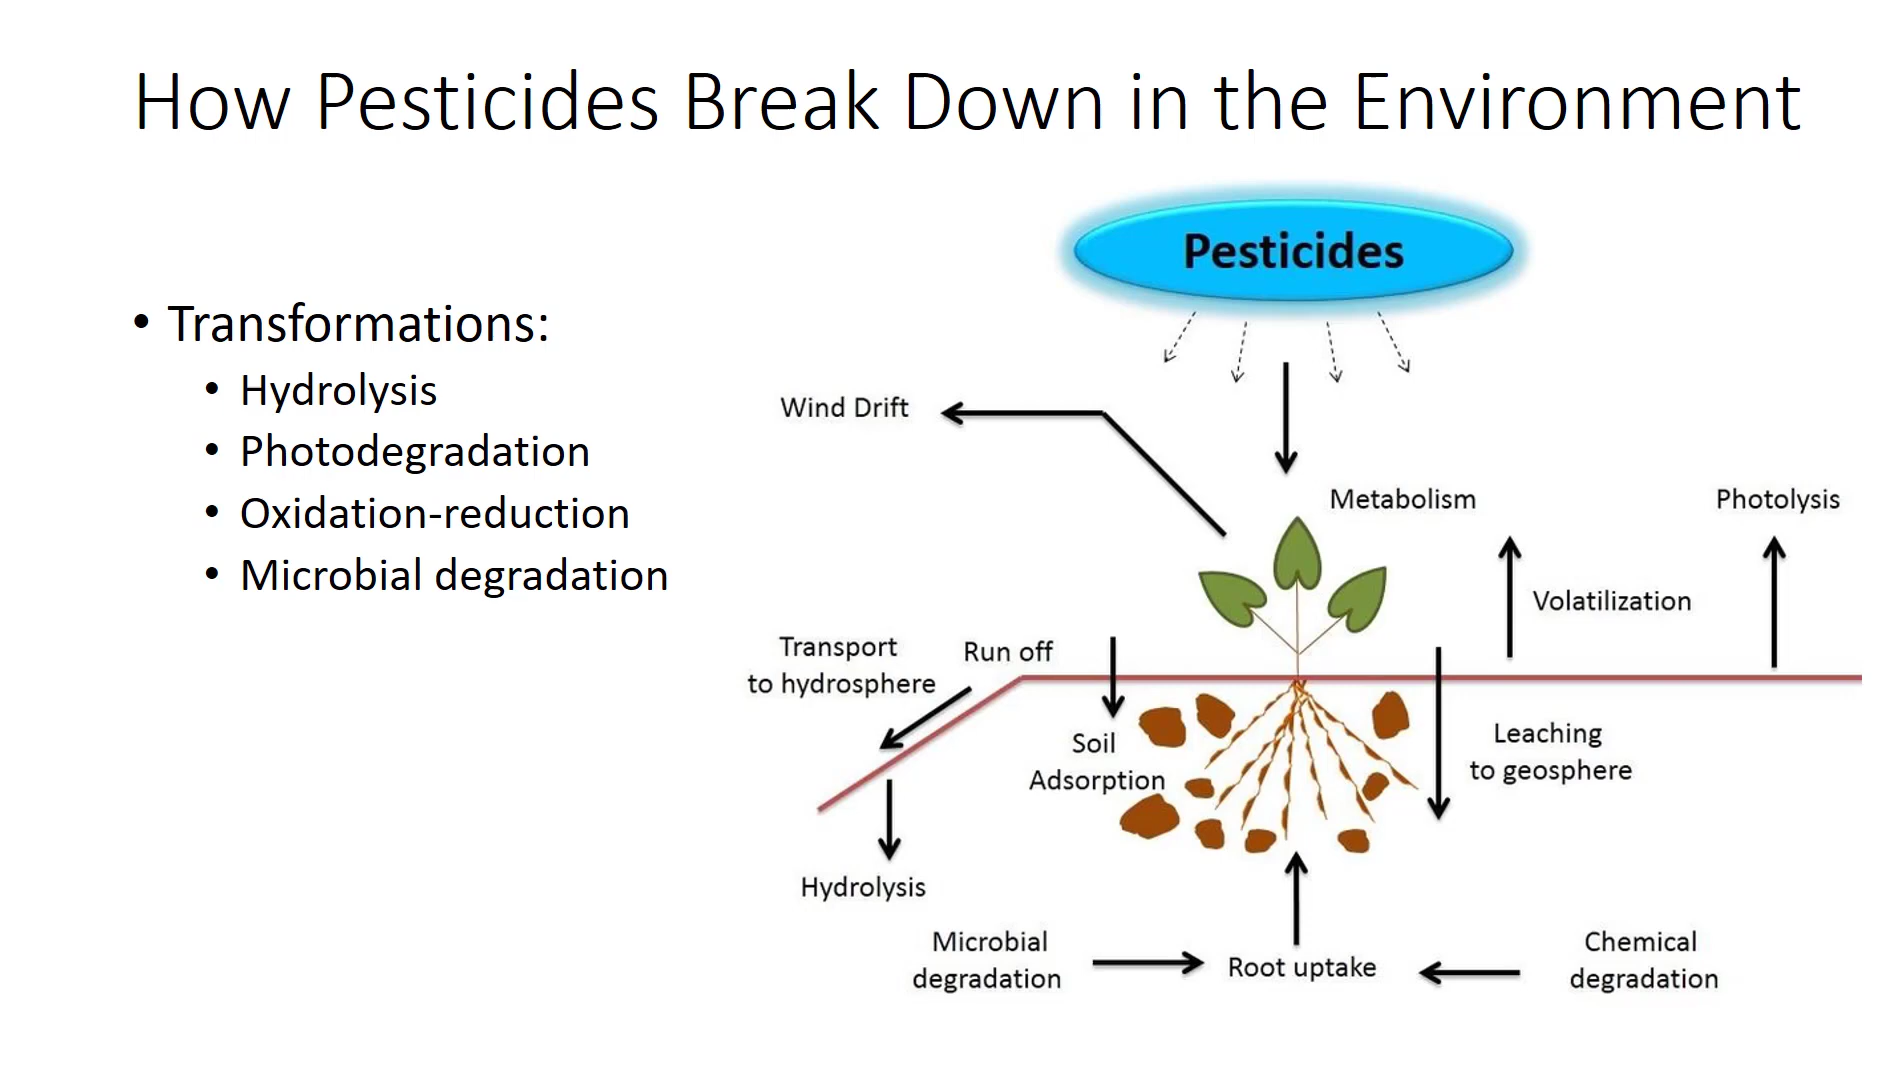 How Pesticides Break Down in the Environment
• Transformations:
• Hydrolysis
• Photodegradation
• Oxidation-reduction
• Microbial degradation
Pesticides
Wind Drift
Metabolism
Photolysis
Volatilization
Transport
to hydrosphere
Run off
Soil
Adsorption
Leaching
to geosphere
Hydrolysis
Microbial
degradation
Root uptake
Chemical
degradation